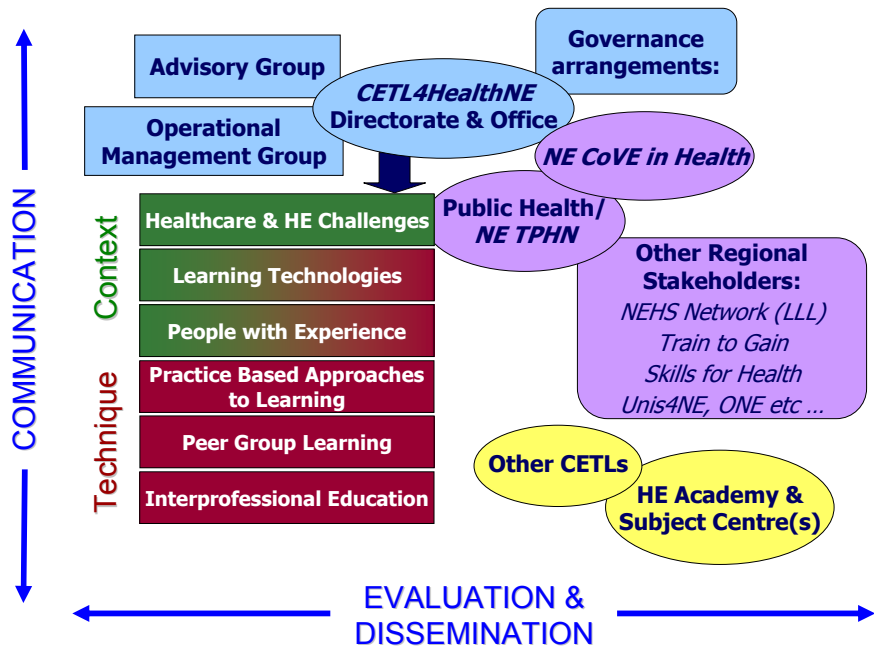 Governance
arrangements:
Advisory Group
CETL4HealthNE
Directorate & Office
Operational
Management Group
NE CoVE in Health
Public Health/
NE TPHN
Other Regional
Stakeholders:
NEHS Network (LLL)
Train to Gain
Skills for Health
Unis4NE, ONE etc ...
COMMUNICATION
Context
Healthcare & HE Challenges
Learning Technologies
People with Experience
Technique
Practice Based Approaches
to Learning
Peer Group Learning
Interprofessional Education
Other CETLs
HE Academy &
Subject Centre(s)
EVALUATION &
DISSEMINATION